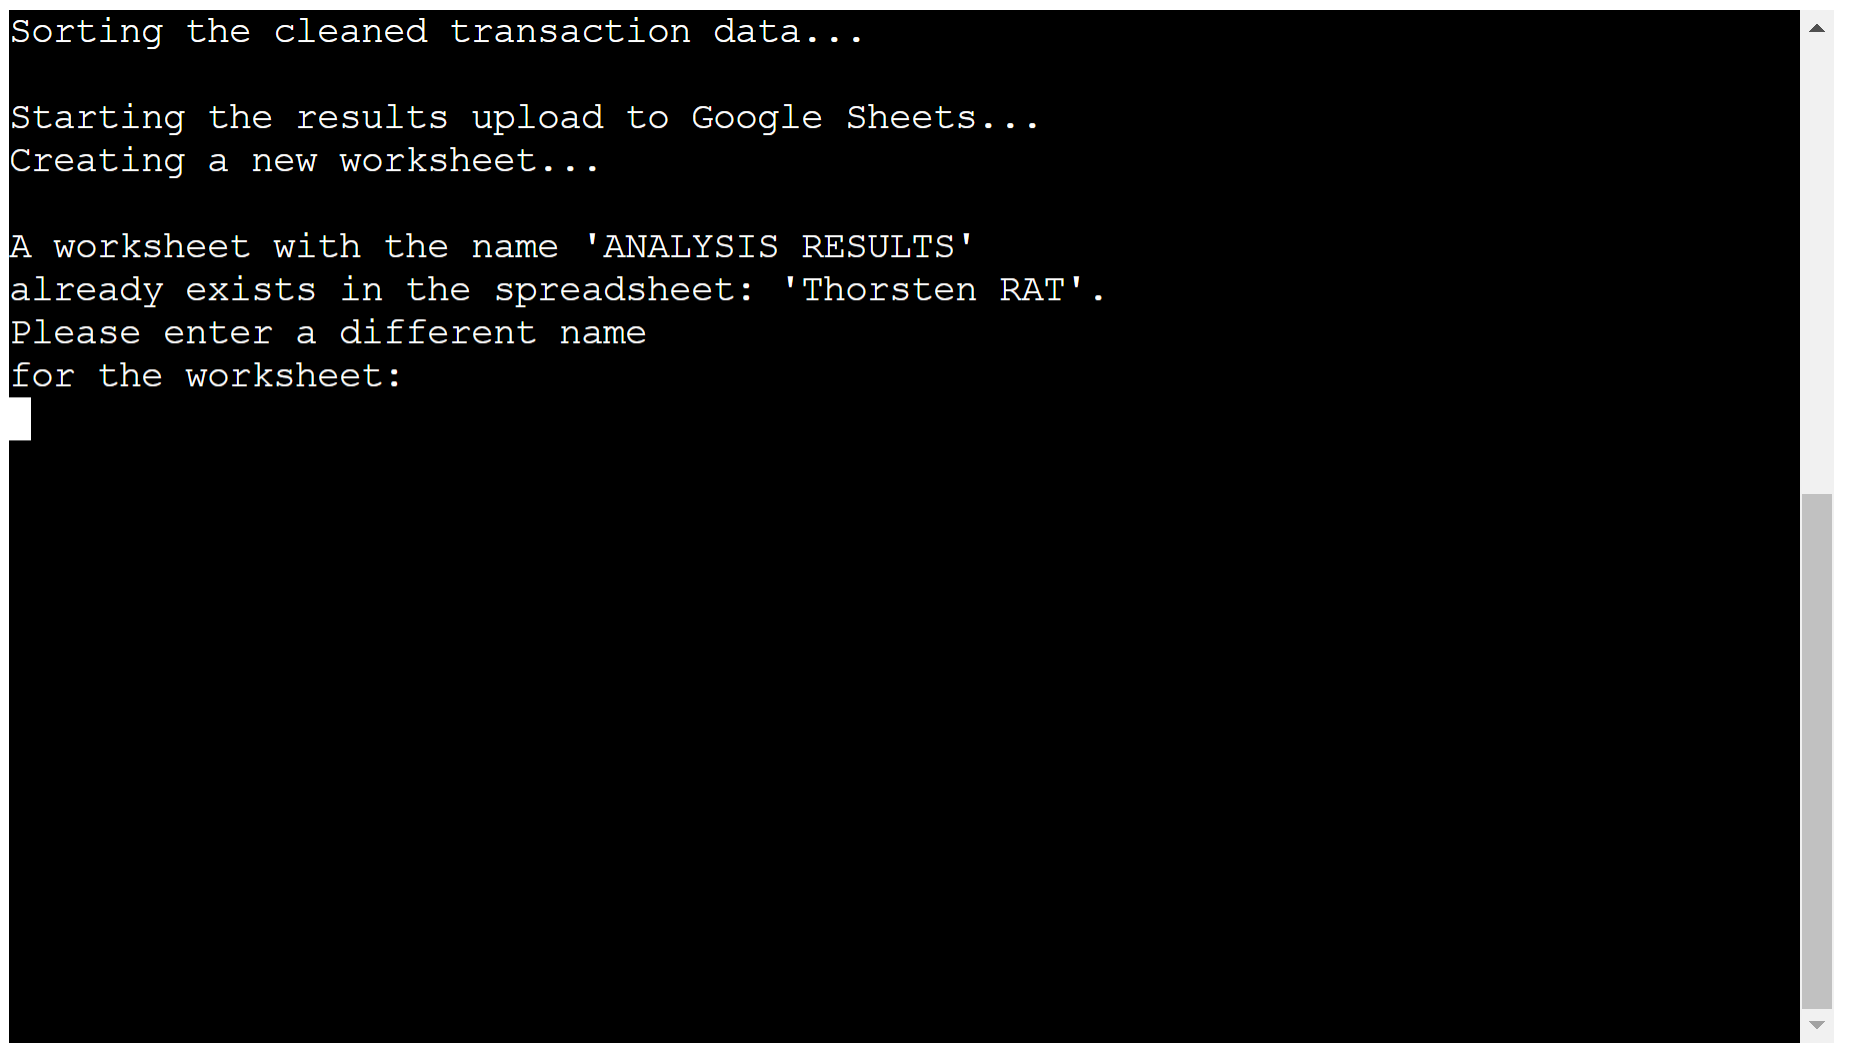 Sorting the cleaned transaction data...
Starting the results upload to Google Sheets...
Creating a new worksheet...
A worksheet with the name 'ANALYSIS RESULTS'
already exists in the spreadsheet: 'Thorsten RAT'.
Please enter a different name
for the worksheet: